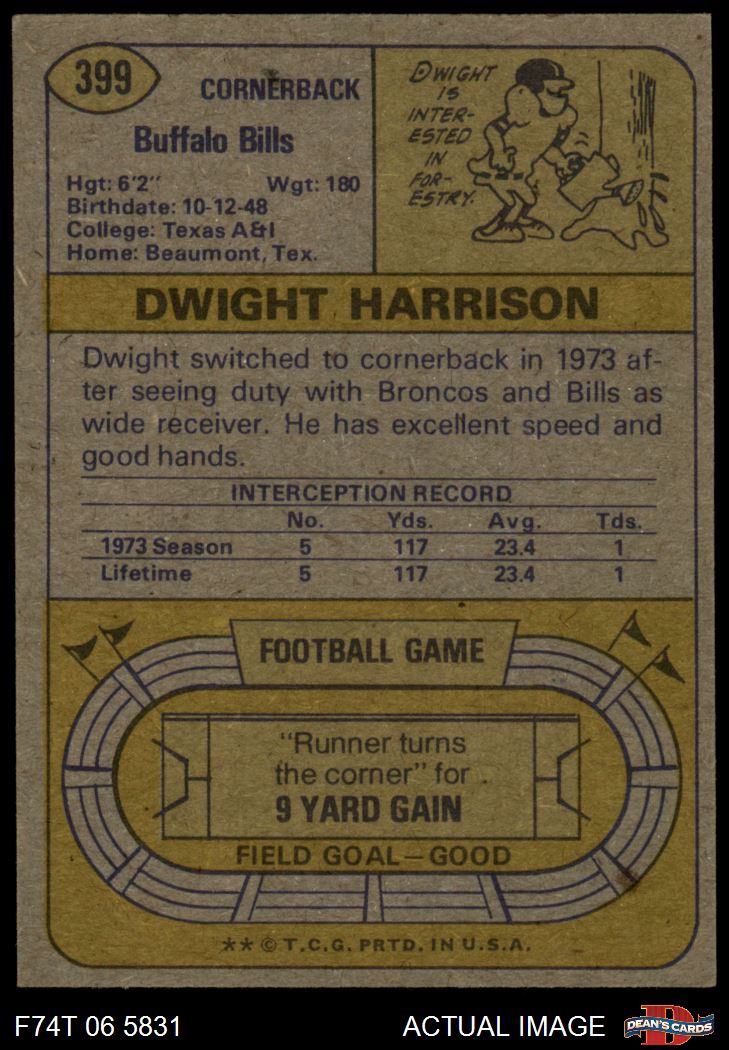 399
CORNERBACK
Buffalo Bills
Hgt: 6'2" Wgt: 180
Birthdate: 10-12-48
College: Texas A&I
Home: Beaumont, Tex.
DWIGHT
IS
INTER-
ESTED
IN
FOR-
ESTRY.
DWIGHT HARRISON
Dwight switched to cornerback in 1973 af-
ter seeing duty with Broncos and Bills as
wide receiver. He has excellent speed and
good hands.
INTERCEPTION RECORD
No. Yds. Avg. Tds.
1973 Season 5 117 23.4 1
Lifetime 5 117 23.4 1
FOOTBALL GAME
"Runner turns
the corner" for
9 YARD GAIN
FIELD GOAL—GOOD
** © T.C.G. PRTD. IN U.S.A.
F74T 06 5831 ACTUAL IMAGE
D
DEAN'S CARDS